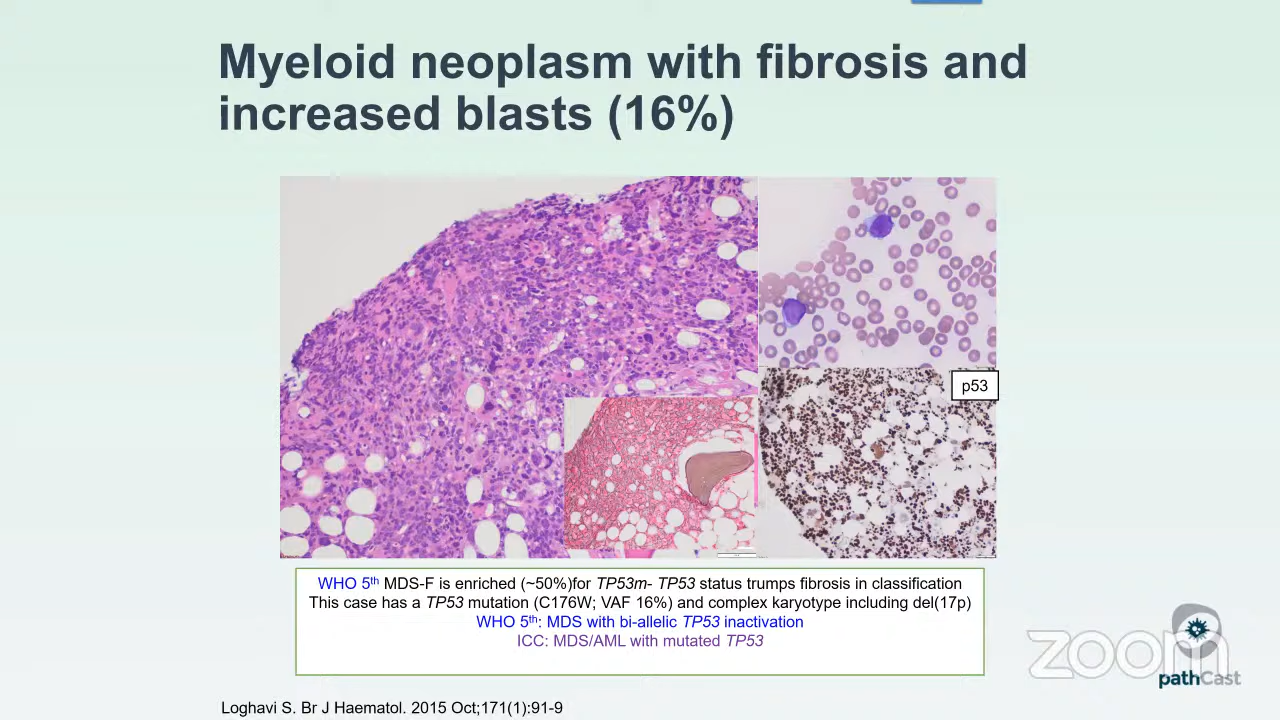 Myeloid neoplasm with fibrosis and
increased blasts (16%)
p53
WHO 5th MDS-F is enriched (~50%)for TP53m- TP53 status trumps fibrosis in classification
This case has a TP53 mutation (C176W; VAF 16%) and complex karyotype including del(17p)
WHO 5th: MDS with bi-allelic TP53 inactivation
ICC: MDS/AML with mutated TP53
zoom
pathCast
Loghavi S. Br J Haematol. 2015 Oct;171(1):91-9